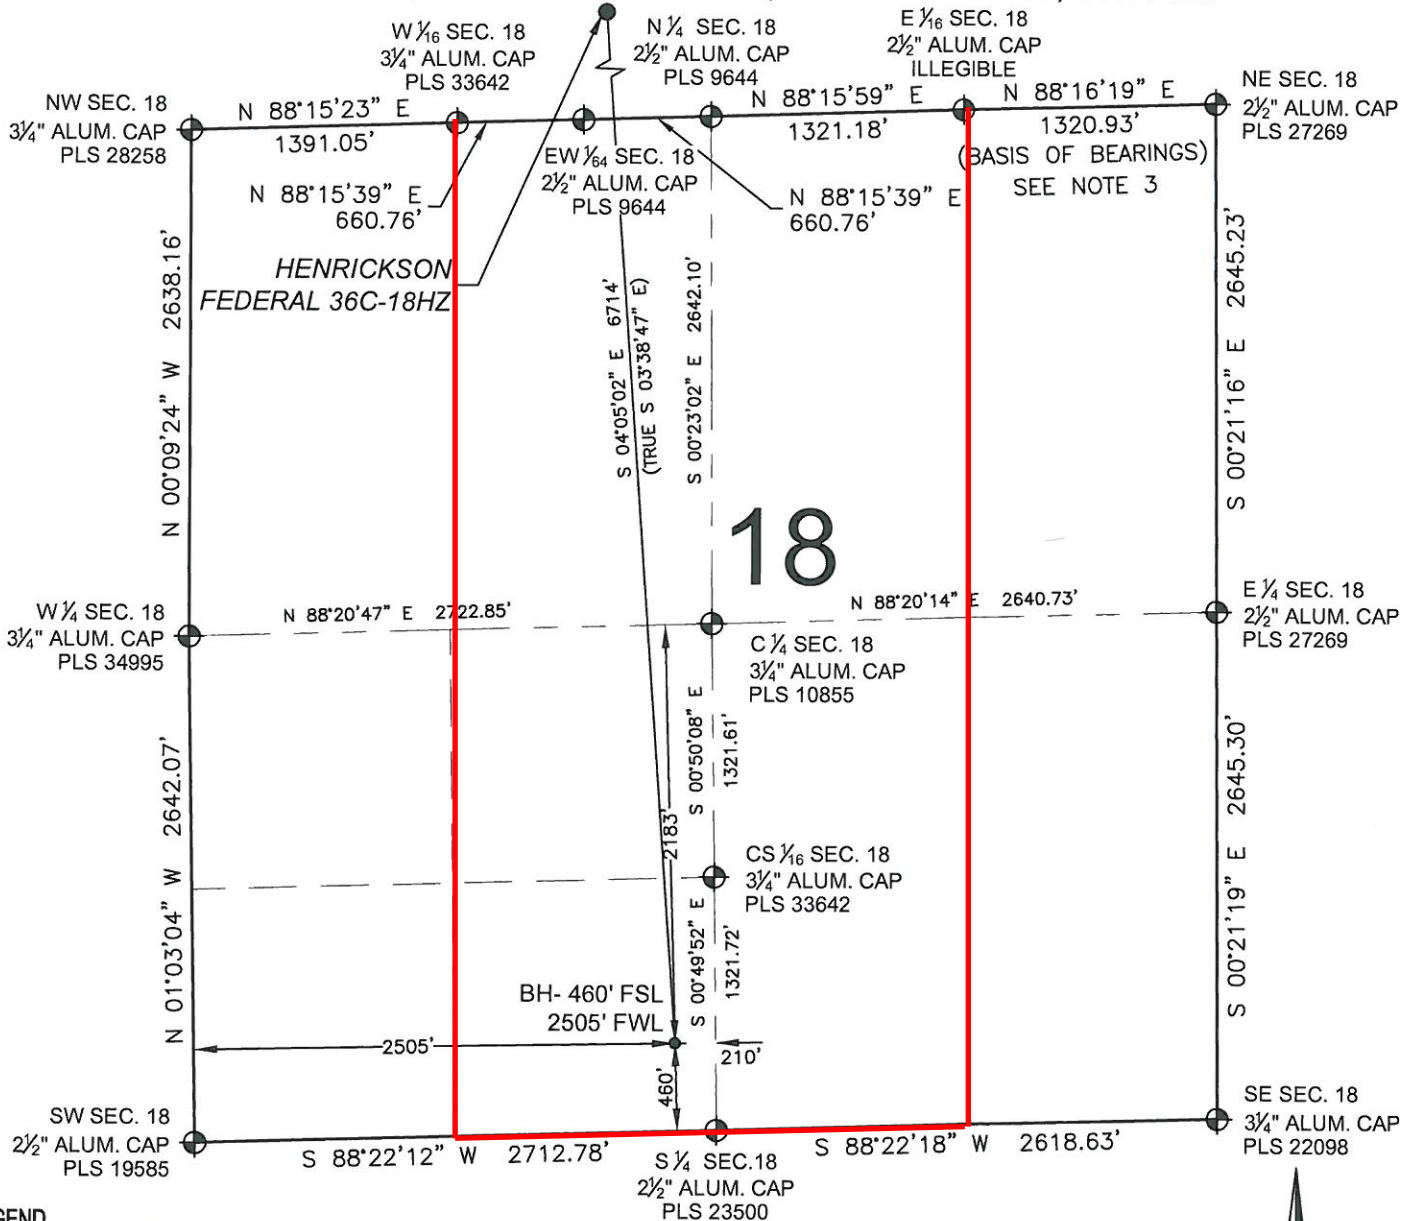 W 1/16 SEC. 18
3 1/4" ALUM. CAP
PLS 33642
N 1/4 SEC. 18
2 1/2" ALUM. CAP
PLS 9644
E 1/16 SEC. 18
2 1/2" ALUM. CAP
ILLEGIBLE
NW SEC. 18
3 1/4" ALUM. CAP
PLS 28258
N 88°15'23" E
1391.05'
N 88°15'59" E
1321.18'
N 88°16'19" E
1320.93'
(BASIS OF BEARINGS)
SEE NOTE 3
NE SEC. 18
2 1/2" ALUM. CAP
PLS 27269
EW 1/64 SEC. 18
2 1/2" ALUM. CAP
PLS 9644
N 88°15'39" E
660.76'
N 88°15'39" E
660.76'
HENRICKSON
FEDERAL 36C-18HZ
N 00°09'24" W 2638.16'
S 04°05'02" E 6714'
(TRUE S 03°38'47" E)
S 00°23'02" E 2642.10'
S 00°21'16" E 2645.23'
18
W 1/4 SEC. 18
3 1/4" ALUM. CAP
PLS 34995
N 88°20'47" E 2722.85'
N 88°20'14" E 2640.73'
E 1/4 SEC. 18
2 1/2" ALUM. CAP
PLS 27269
C 1/4 SEC. 18
3 1/4" ALUM. CAP
PLS 10855
N 01°03'04" W 2642.07'
2183'
S 00°50'08" E
1321.61'
S 00°21'19" E 2645.30'
CS 1/16 SEC. 18
3 1/4" ALUM. CAP
PLS 33642
S 00°49'52" E
1321.72'
BH- 460' FSL
2505' FWL
2505'
210'
460'
SW SEC. 18
2 1/2" ALUM. CAP
PLS 19585
S 88°22'12" W 2712.78'
S 1/4 SEC.18
2 1/2" ALUM. CAP
PLS 23500
S 88°22'18" W 2618.63'
SE SEC. 18
3 1/4" ALUM. CAP
PLS 22098